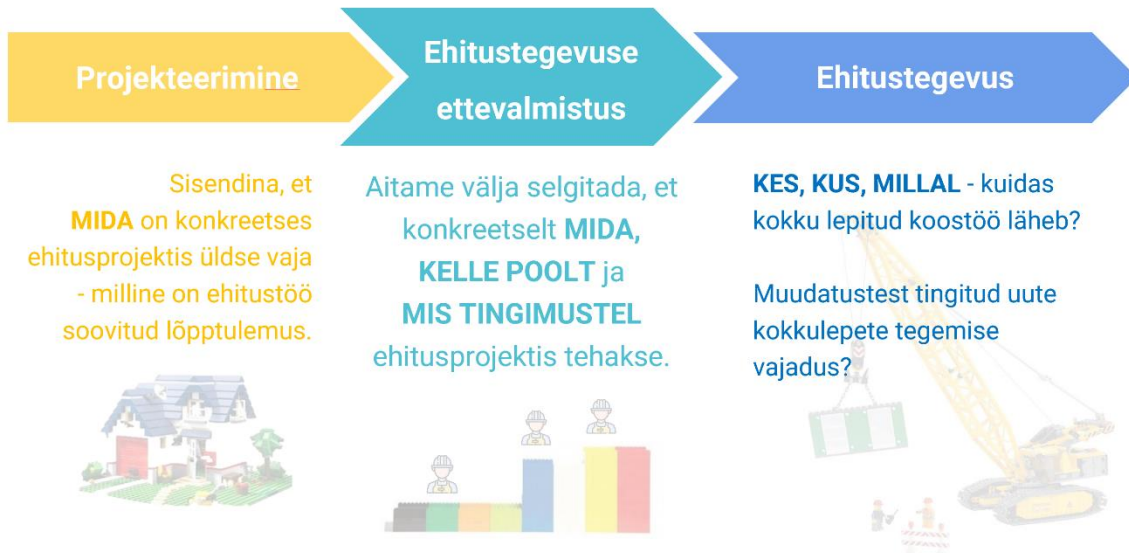 Projekteerimine
Ehitustegevuse
ettevalmistus
Ehitustegevus
Sisendina, et
MIDA on konkreetses
ehitusprojektis üldse vaja
- milline on ehitustöö
soovitud lõpptulemus.
Aitame välja selgitada, et
konkreetselt MIDA,
KELLE POOLT ja
MIS TINGIMUSTEL
ehitusprojektis tehakse.
KES, KUS, MILLAL - kuidas
kokku lepitud koostöö läheb?
Muudatustest tingitud uute
kokkulepete tegemise
vajadus?